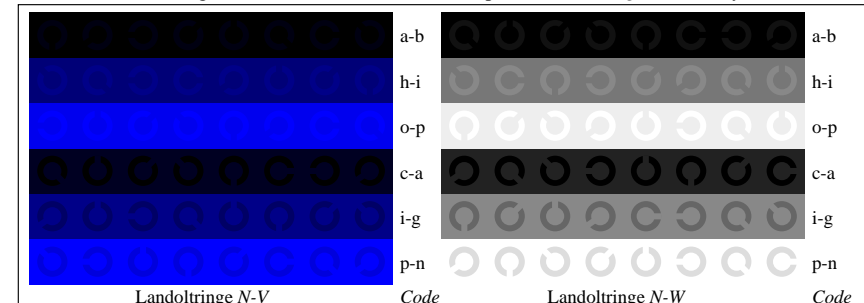 a-b a-b
h-i h-i
o-p o-p
c-a c-a
i-g i-g
p-n p-n
Landoltringe N-V Code Landoltringe N-W Code